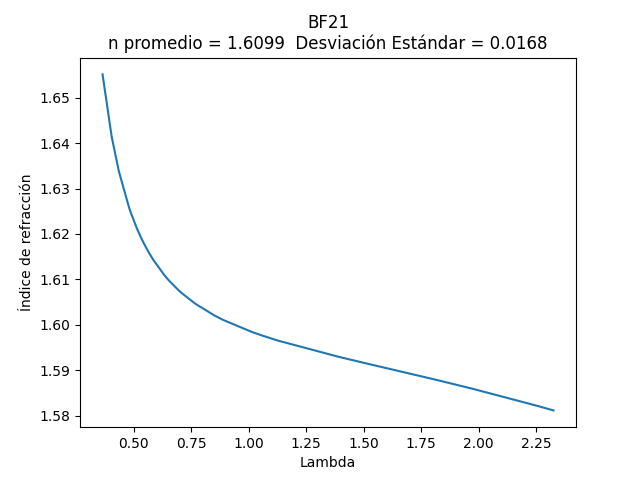 BF21
n promedio = 1.6099 Desviación Estándar = 0.0168
Índice de refracción
1.65
1.64
1.63
1.62
1.61
1.60
1.59
1.58
0.50 0.75 1.00 1.25 1.50 1.75 2.00 2.25
Lambda